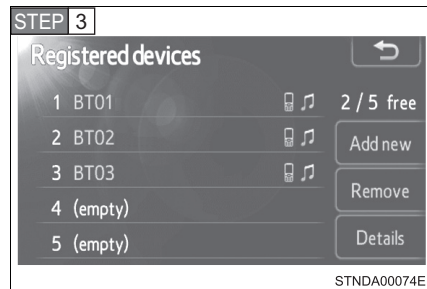 STEP 3
Registered devices
1 BT01 2 / 5 free
2 BT02 Add new
3 BT03
Remove
4 (empty)
5 (empty) Details
STNDA00074E